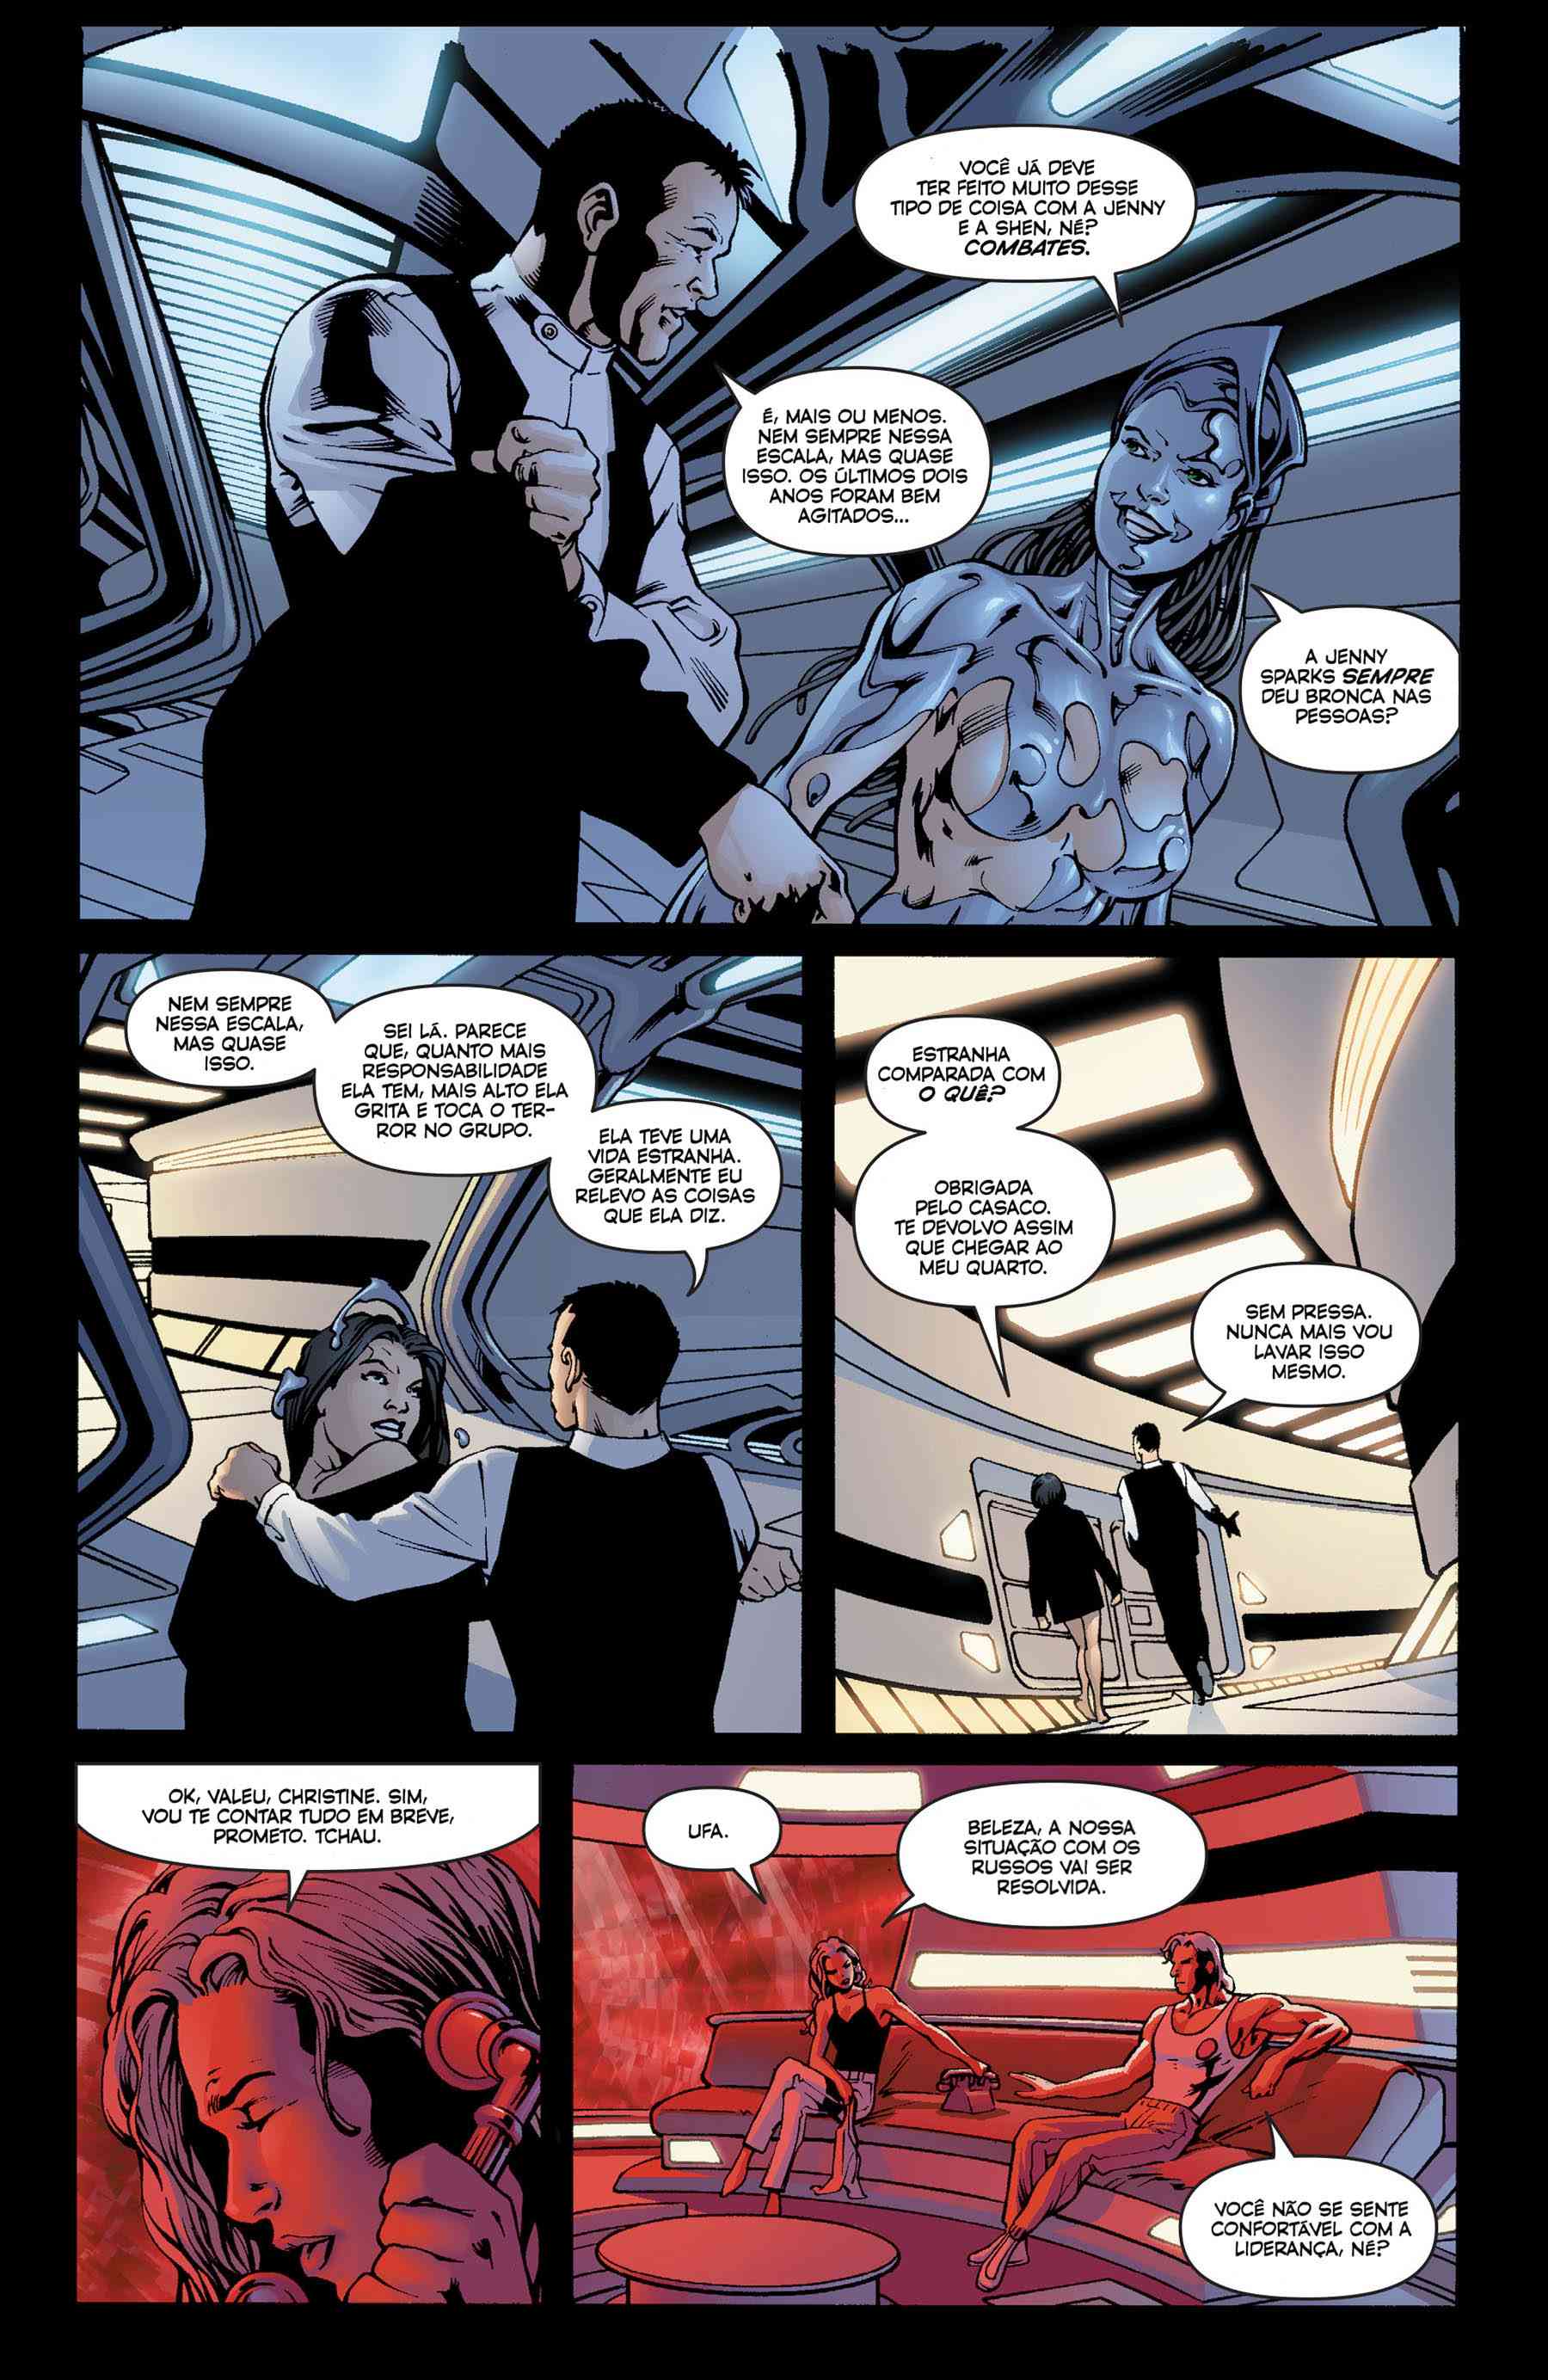 VOCÊ JÁ DEVE
TER FEITO MUITO DESSE
TIPO DE COISA COM A JENNY
E A SHEN, NÉ?
COMBATES.
É, MAIS OU MENOS.
NEM SEMPRE NESSA
ESCALA, MAS QUASE
ISSO. OS ÚLTIMOS DOIS
ANOS FORAM BEM
AGITADOS...
A JENNY
SPARKS SEMPRE
DEU BRONCA NAS
PESSOAS?
NEM SEMPRE
NESSA ESCALA,
MAS QUASE
ISSO.
SEI LÁ. PARECE
QUE, QUANTO MAIS
RESPONSABILIDADE
ELA TEM, MAIS ALTO ELA
GRITA E TOCA O TER-
ROR NO GRUPO.
ELA TEVE UMA
VIDA ESTRANHA.
GERALMENTE EU
RELEVO AS COISAS
QUE ELA DIZ.
ESTRANHA
COMPARADA COM
O QUÊ?
OBRIGADA
PELO CASACO.
TE DEVOLVO ASSIM
QUE CHEGAR AO
MEU QUARTO.
SEM PRESSA.
NUNCA MAIS VOU
LAVAR ISSO
MESMO.
OK, VALEU, CHRISTINE. SIM,
VOU TE CONTAR TUDO EM BREVE,
PROMETO. TCHAU.
UFA.
BELEZA, A NOSSA
SITUAÇÃO COM OS
RUSSOS VAI SER
RESOLVIDA.
VOCÊ NÃO SE SENTE
CONFORTÁVEL COM A
LIDERANÇA, NÉ?